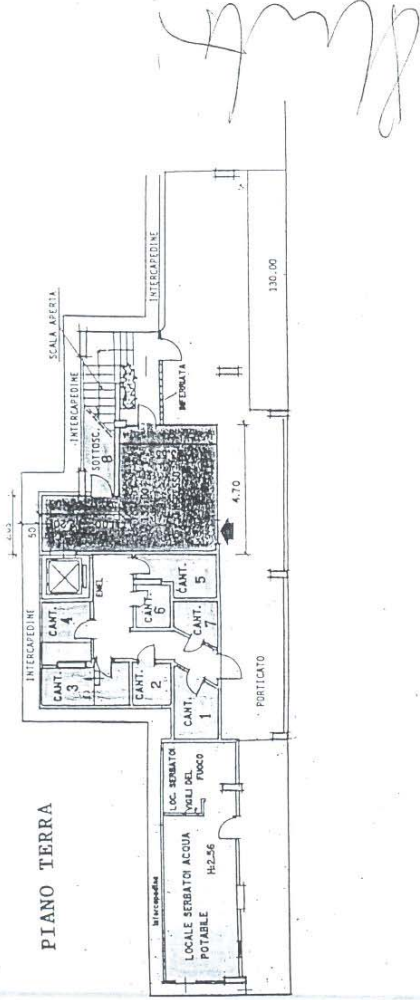 PIANO TERRA
INTERCAPEDINE
INTERCAPEDINE
SCALA APERTA
INTERCAPEDINE
50
SOTTOSC.
8
INFERRIATA
CANT.
3
CANT.
4
ENEL
CANT.
2
CANT.
6
CANT.
5
CANT.
1
CANT.
7
4.70
130.00
PORTICATO
Intercapedine
LOCALE SERBATOI ACQUA
POTABILE
H=2.56
LOC. SERBATOI
VIGILI DEL
FUOCO